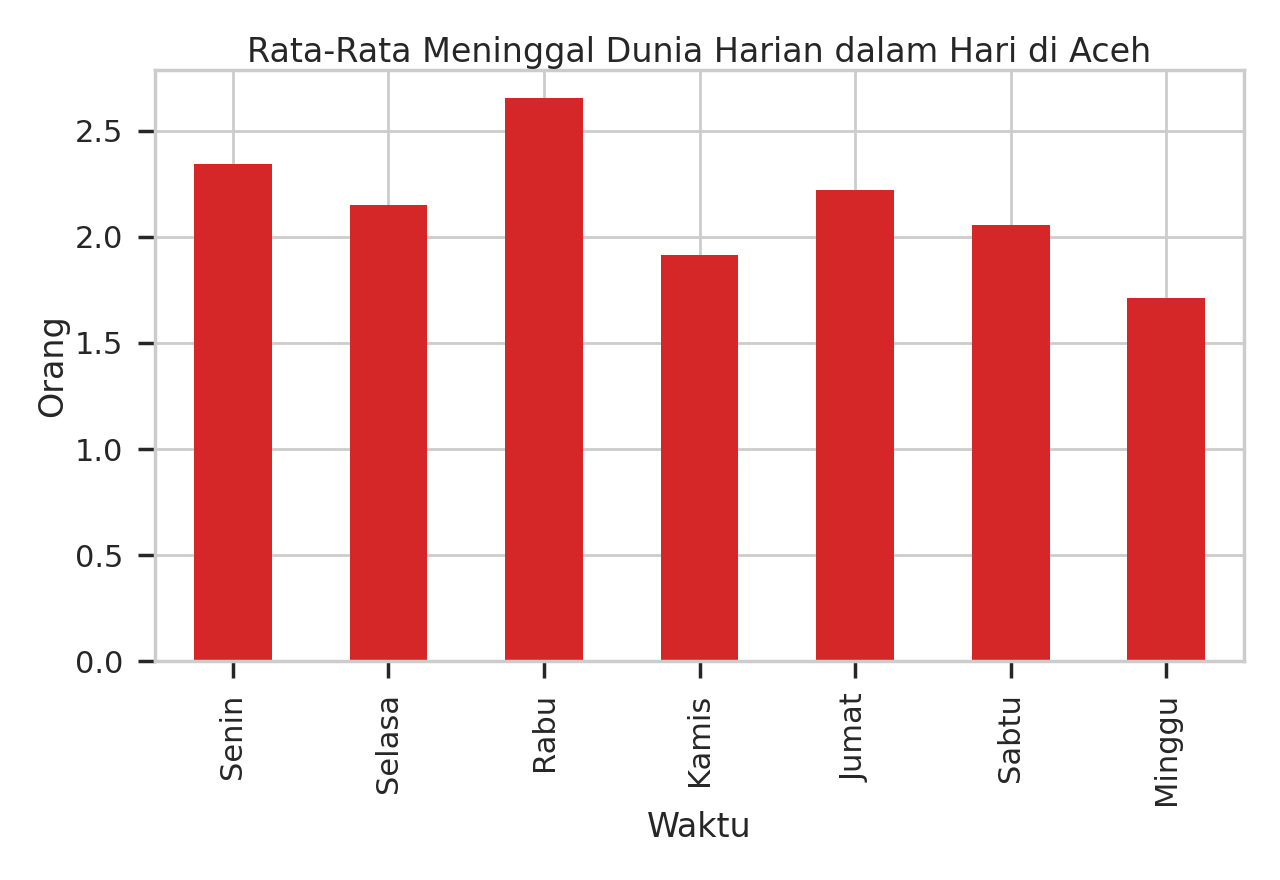 Rata-Rata Meninggal Dunia Harian dalam Hari di Aceh
2.5
2.0
1.5
1.0
0.5
0.0
Orang
Senin
Selasa
Rabu
Kamis
Jumat
Sabtu
Minggu
Waktu